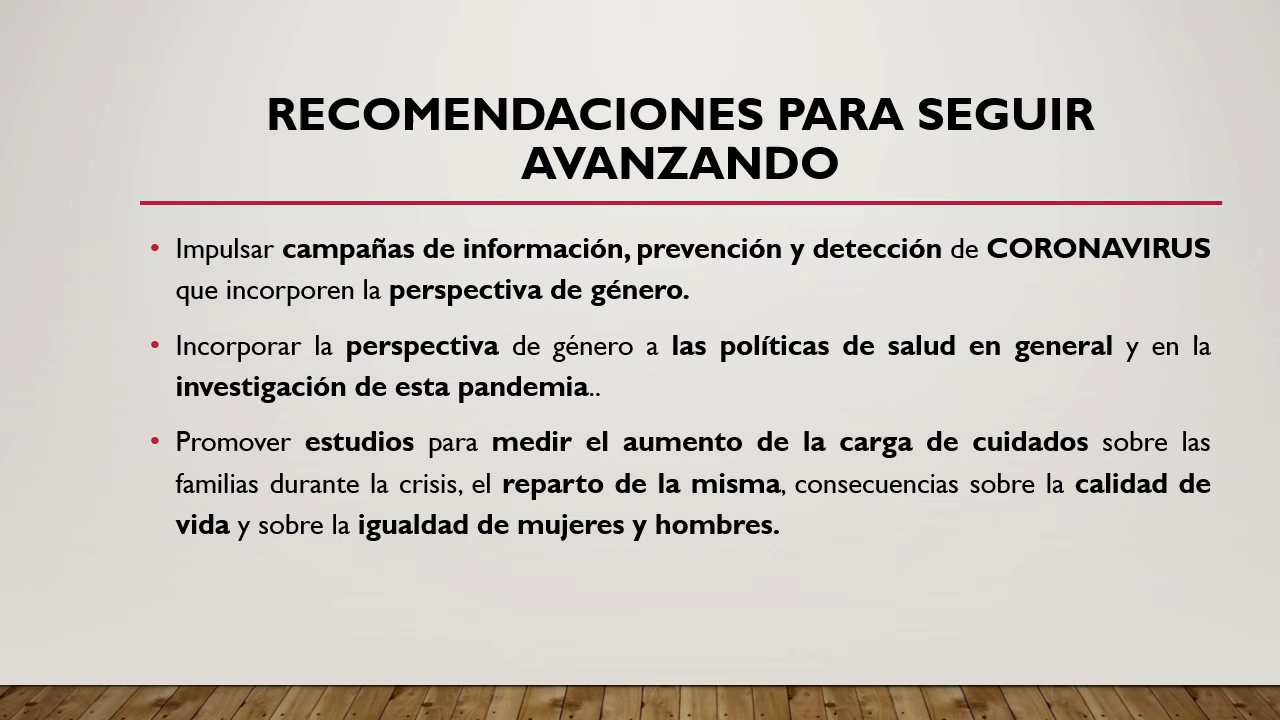 RECOMENDACIONES PARA SEGUIR
AVANZANDO
• Impulsar campañas de información, prevención y detección de CORONAVIRUS
que incorporen la perspectiva de género.
• Incorporar la perspectiva de género a las políticas de salud en general y en la
investigación de esta pandemia..
• Promover estudios para medir el aumento de la carga de cuidados sobre las
familias durante la crisis, el reparto de la misma, consecuencias sobre la calidad de
vida y sobre la igualdad de mujeres y hombres.